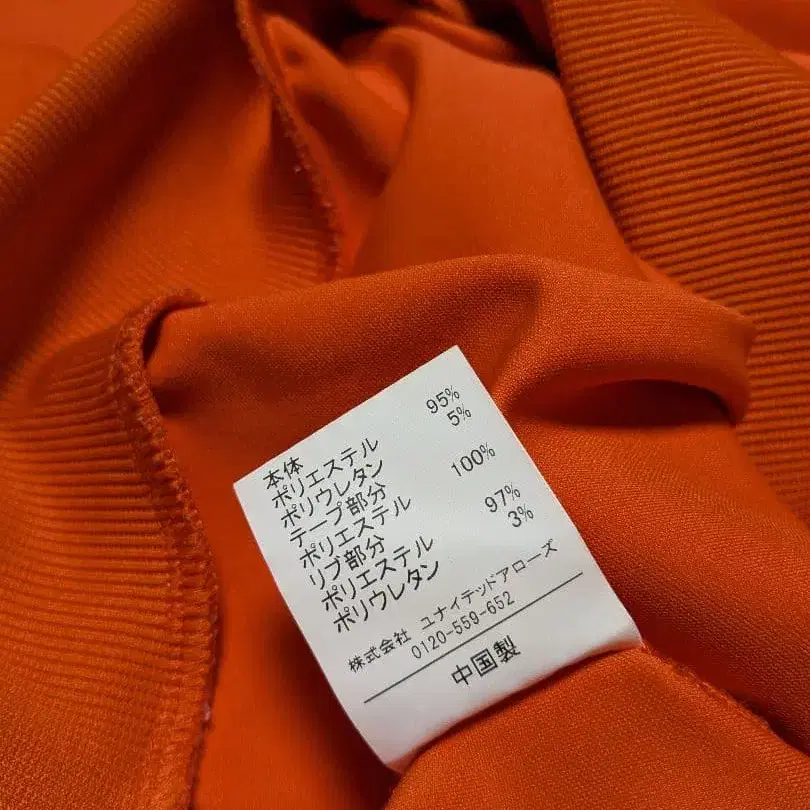 本体
ポリエステル 95%
ポリウレタン 5%
テープ部分
ポリエステル 100%
リブ部分
ポリエステル 97%
ポリウレタン 3%
株式会社 ユナイテッドアローズ
0120-559-652
中国製